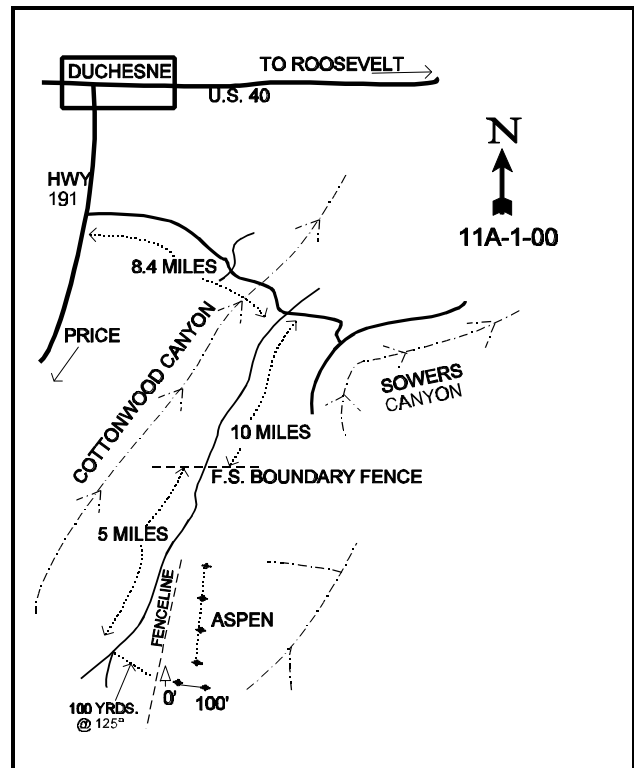 DUCHESNE
TO ROOSEVELT
U.S. 40
N
HWY
191
11A-1-00
8.4 MILES
PRICE
COTTONWOOD CANYON
SOWERS
CANYON
10 MILES
F.S. BOUNDARY FENCE
5 MILES
FENCELINE
ASPEN
0'
100'
100 YRDS.
@ 125º